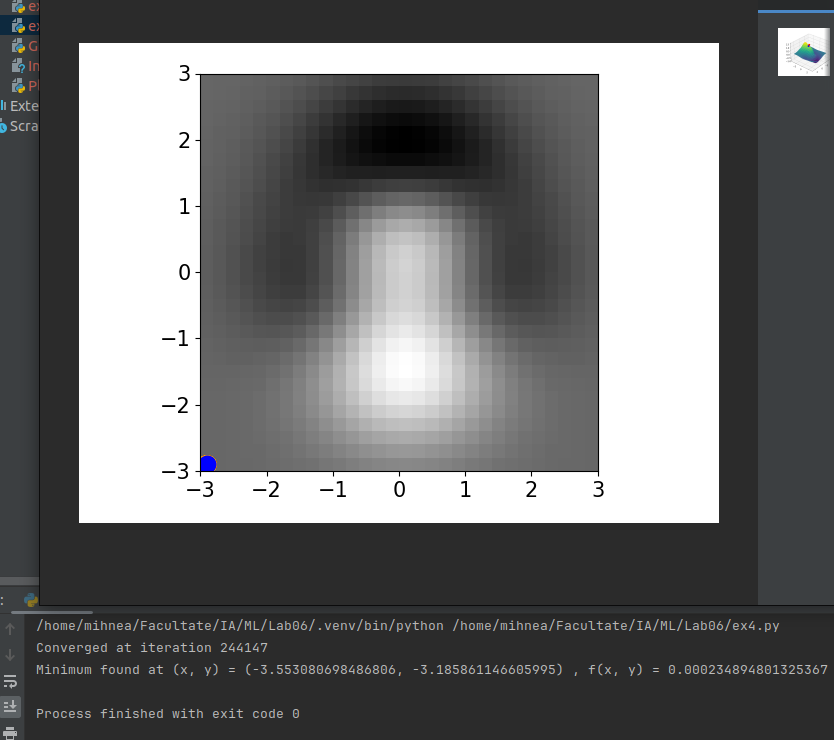 ex
ex
G
In
Pl
Exte
Scra
3
2
1
0
−1
−2
−3
−3 −2 −1 0 1 2 3
:
/home/mihnea/Facultate/IA/ML/Lab06/.venv/bin/python /home/mihnea/Facultate/IA/ML/Lab06/ex4.py
Converged at iteration 244147
Minimum found at (x, y) = (-3.553080698486806, -3.185861146605995) , f(x, y) = 0.000234894801325367
Process finished with exit code 0